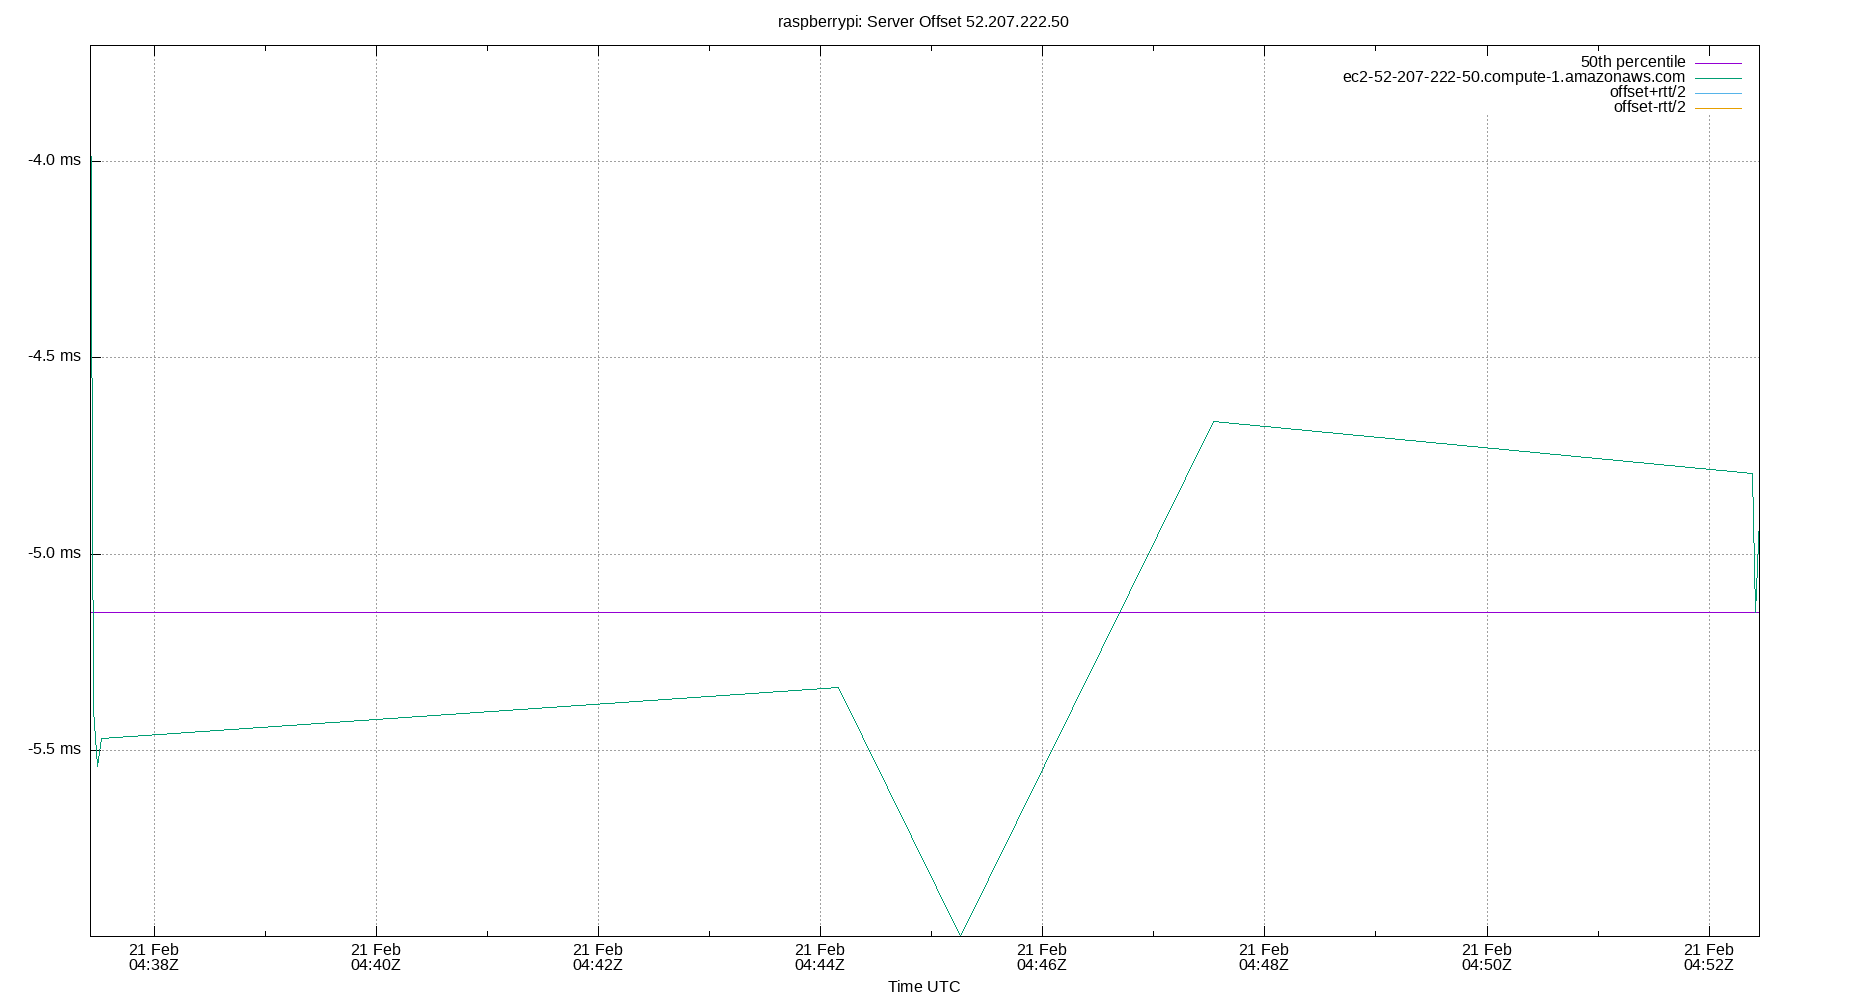 raspberrypi: Server Offset 52.207.222.50
50th percentile
ec2-52-207-222-50.compute-1.amazonaws.com
offset+rtt/2
offset-rtt/2
-4.0 ms
-4.5 ms
-5.0 ms
-5.5 ms
21 Feb 21 Feb 21 Feb 21 Feb 21 Feb 21 Feb 21 Feb 21 Feb
04:38Z 04:40Z 04:42Z 04:44Z 04:46Z 04:48Z 04:50Z 04:52Z
Time UTC